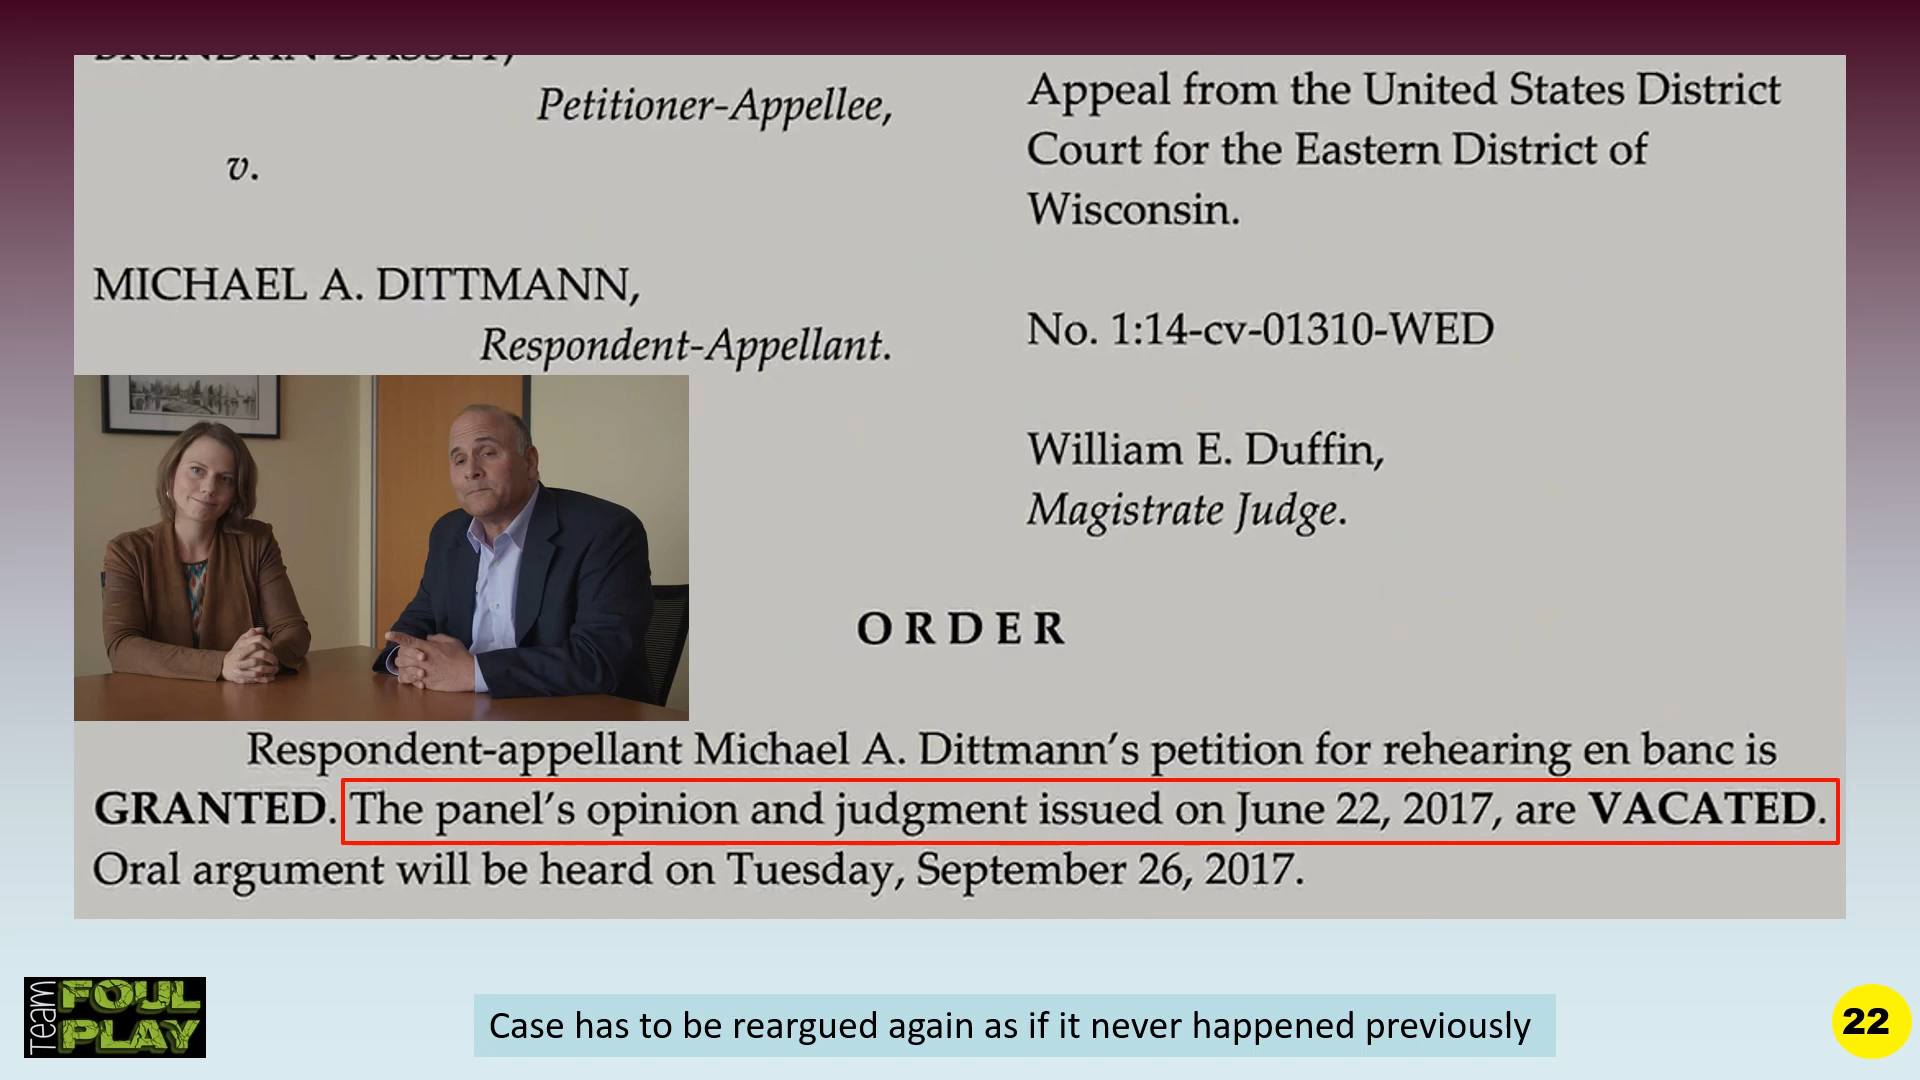 BRENDAN DASSEY,
Petitioner-Appellee,
v.
MICHAEL A. DITTMANN,
Respondent-Appellant.
Appeal from the United States District
Court for the Eastern District of
Wisconsin.
No. 1:14-cv-01310-WED
William E. Duffin,
Magistrate Judge.
ORDER
Respondent-appellant Michael A. Dittmann’s petition for rehearing en banc is
GRANTED. The panel’s opinion and judgment issued on June 22, 2017, are VACATED.
Oral argument will be heard on Tuesday, September 26, 2017.
Team
FOUL
PLAY
Case has to be reargued again as if it never happened previously
22